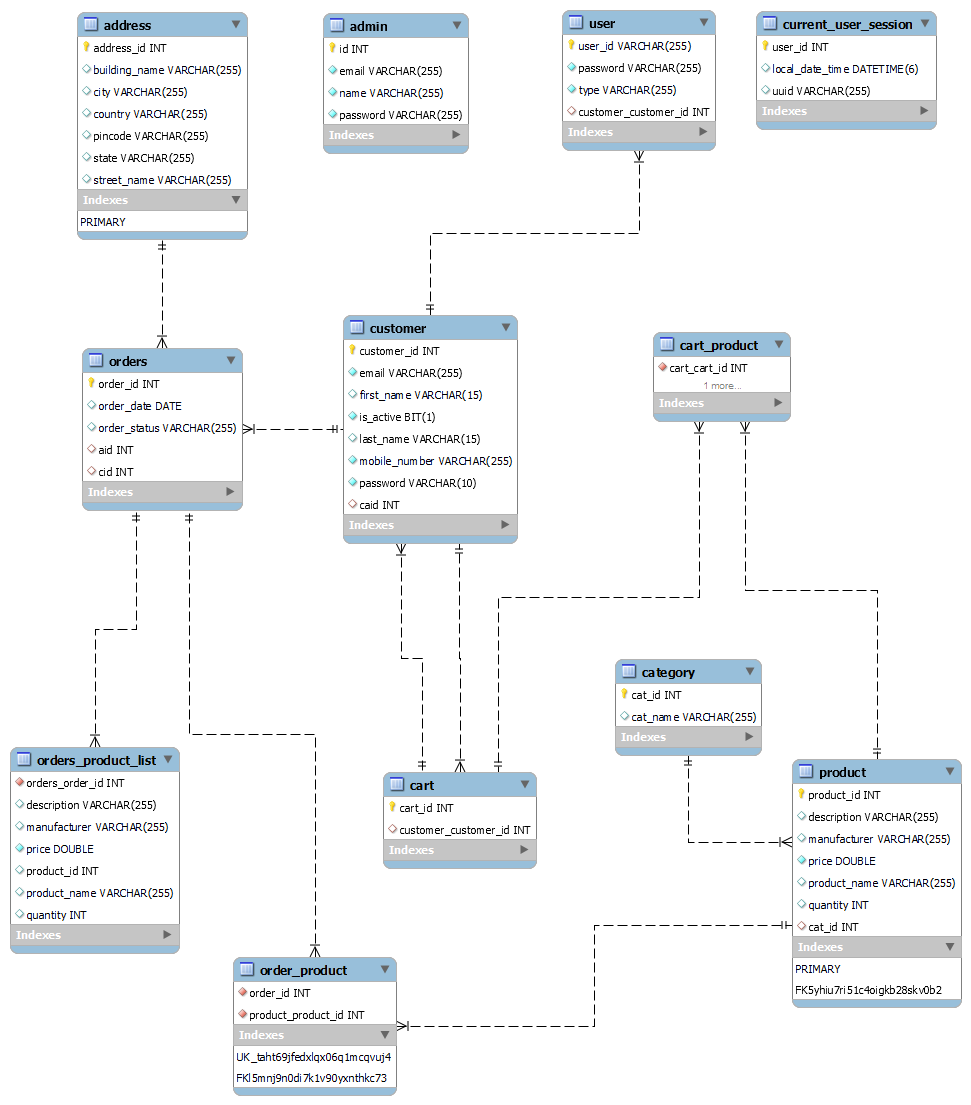 address
address_id INT
building_name VARCHAR(255)
city VARCHAR(255)
country VARCHAR(255)
pincode VARCHAR(255)
state VARCHAR(255)
street_name VARCHAR(255)
Indexes
PRIMARY
admin
id INT
email VARCHAR(255)
name VARCHAR(255)
password VARCHAR(255)
Indexes
user
user_id VARCHAR(255)
password VARCHAR(255)
type VARCHAR(255)
customer_customer_id INT
Indexes
current_user_session
user_id INT
local_date_time DATETIME(6)
uuid VARCHAR(255)
Indexes
orders
order_id INT
order_date DATE
order_status VARCHAR(255)
aid INT
cid INT
Indexes
customer
customer_id INT
email VARCHAR(255)
first_name VARCHAR(15)
is_active BIT(1)
last_name VARCHAR(15)
mobile_number VARCHAR(255)
password VARCHAR(10)
caid INT
Indexes
cart_product
cart_cart_id INT
1 more...
Indexes
category
cat_id INT
cat_name VARCHAR(255)
Indexes
orders_product_list
orders_order_id INT
description VARCHAR(255)
manufacturer VARCHAR(255)
price DOUBLE
product_id INT
product_name VARCHAR(255)
quantity INT
Indexes
cart
cart_id INT
customer_customer_id INT
Indexes
product
product_id INT
description VARCHAR(255)
manufacturer VARCHAR(255)
price DOUBLE
product_name VARCHAR(255)
quantity INT
cat_id INT
Indexes
PRIMARY
FK5yhiu7ri51c4oigkb28skv0b2
order_product
order_id INT
product_product_id INT
Indexes
UK_taht69jfedxlqx06q1mcqvuj4
FKl5mnj9n0di7k1v90yxnthkc73